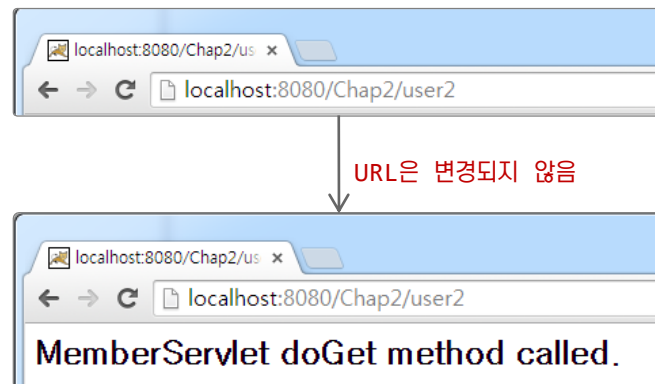 localhost:8080/Chap2/us
localhost:8080/Chap2/user2
URL은 변경되지 않음
localhost:8080/Chap2/us
localhost:8080/Chap2/user2
MemberServlet doGet method called.